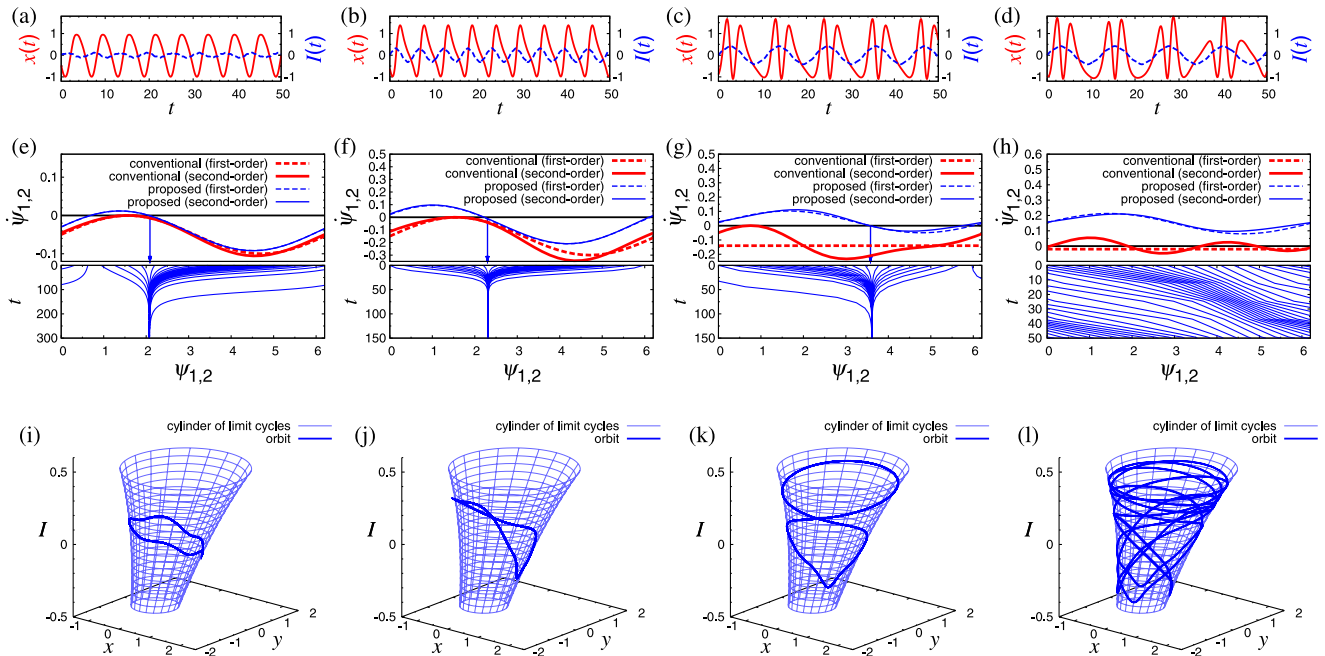 (a) (b) (c) (d)
x(t) 1 0 -1 1 0 -1 I(t)
0 10 20 30 40 50
t
x(t) 1 0 -1 1 0 -1 I(t)
0 10 20 30 40 50
t
x(t) 1 0 -1 1 0 -1 I(t)
0 10 20 30 40 50
t
x(t) 1 0 -1 1 0 -1 I(t)
0 10 20 30 40 50
t
(e)
conventional (first-order)
conventional (second-order)
proposed (first-order)
proposed (second-order)
ψ̇1,2
0.1 0 -0.1
t
0 100 200 300
0 1 2 3 4 5 6
ψ1,2
(f)
conventional (first-order)
conventional (second-order)
proposed (first-order)
proposed (second-order)
ψ̇1,2
0.5 0.4 0.3 0.2 0.1 0 -0.1 -0.2 -0.3
t
0 50 100 150
0 1 2 3 4 5 6
ψ1,2
(g)
conventional (first-order)
conventional (second-order)
proposed (first-order)
proposed (second-order)
ψ̇1,2
0.5 0.4 0.3 0.2 0.1 0 -0.1 -0.2
t
0 50 100 150
0 1 2 3 4 5 6
ψ1,2
(h)
conventional (first-order)
conventional (second-order)
proposed (first-order)
proposed (second-order)
ψ̇1,2
0.6 0.5 0.4 0.3 0.2 0.1 0
t
0 10 20 30 40 50
0 1 2 3 4 5 6
ψ1,2
(i)
cylinder of limit cycles
orbit
I
0.5 0 -0.5
-1 0 1 2
x
-2 -1 0 1 2
y
(j)
cylinder of limit cycles
orbit
I
0.5 0 -0.5
-1 0 1 2
x
-2 -1 0 1 2
y
(k)
cylinder of limit cycles
orbit
I
0.5 0 -0.5
-1 0 1 2
x
-2 -1 0 1 2
y
(l)
cylinder of limit cycles
orbit
I
0.5 0 -0.5
-1 0 1 2
x
-2 -1 0 1 2
y